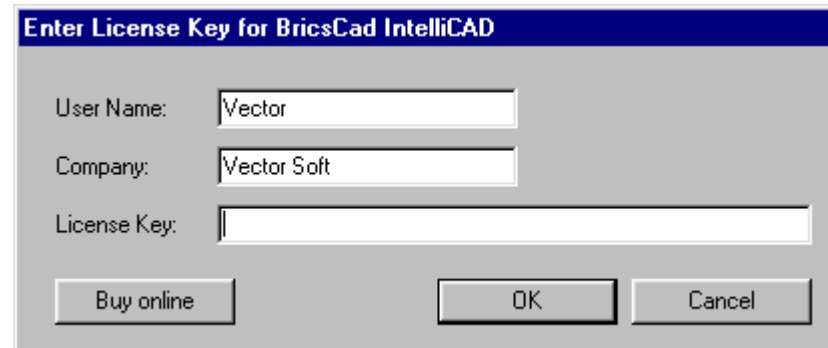 Enter License Key for BricsCad IntelliCAD
User Name: Vector
Company: Vector Soft
License Key:
Buy online OK Cancel